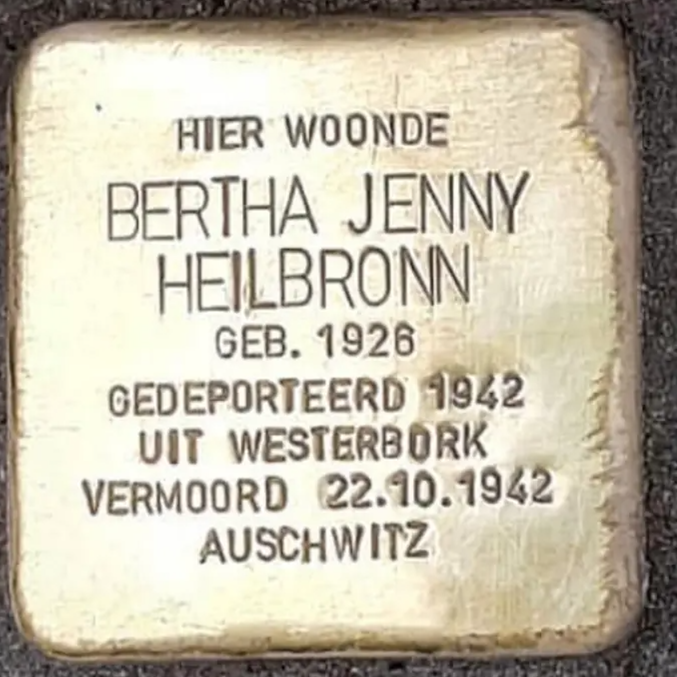 HIER WOONDE
BERTHA JENNY
HEILBRONN
GEB. 1926
GEDEPORTEERD 1942
UIT WESTERBORK
VERMOORD 22.10.1942
AUSCHWITZ